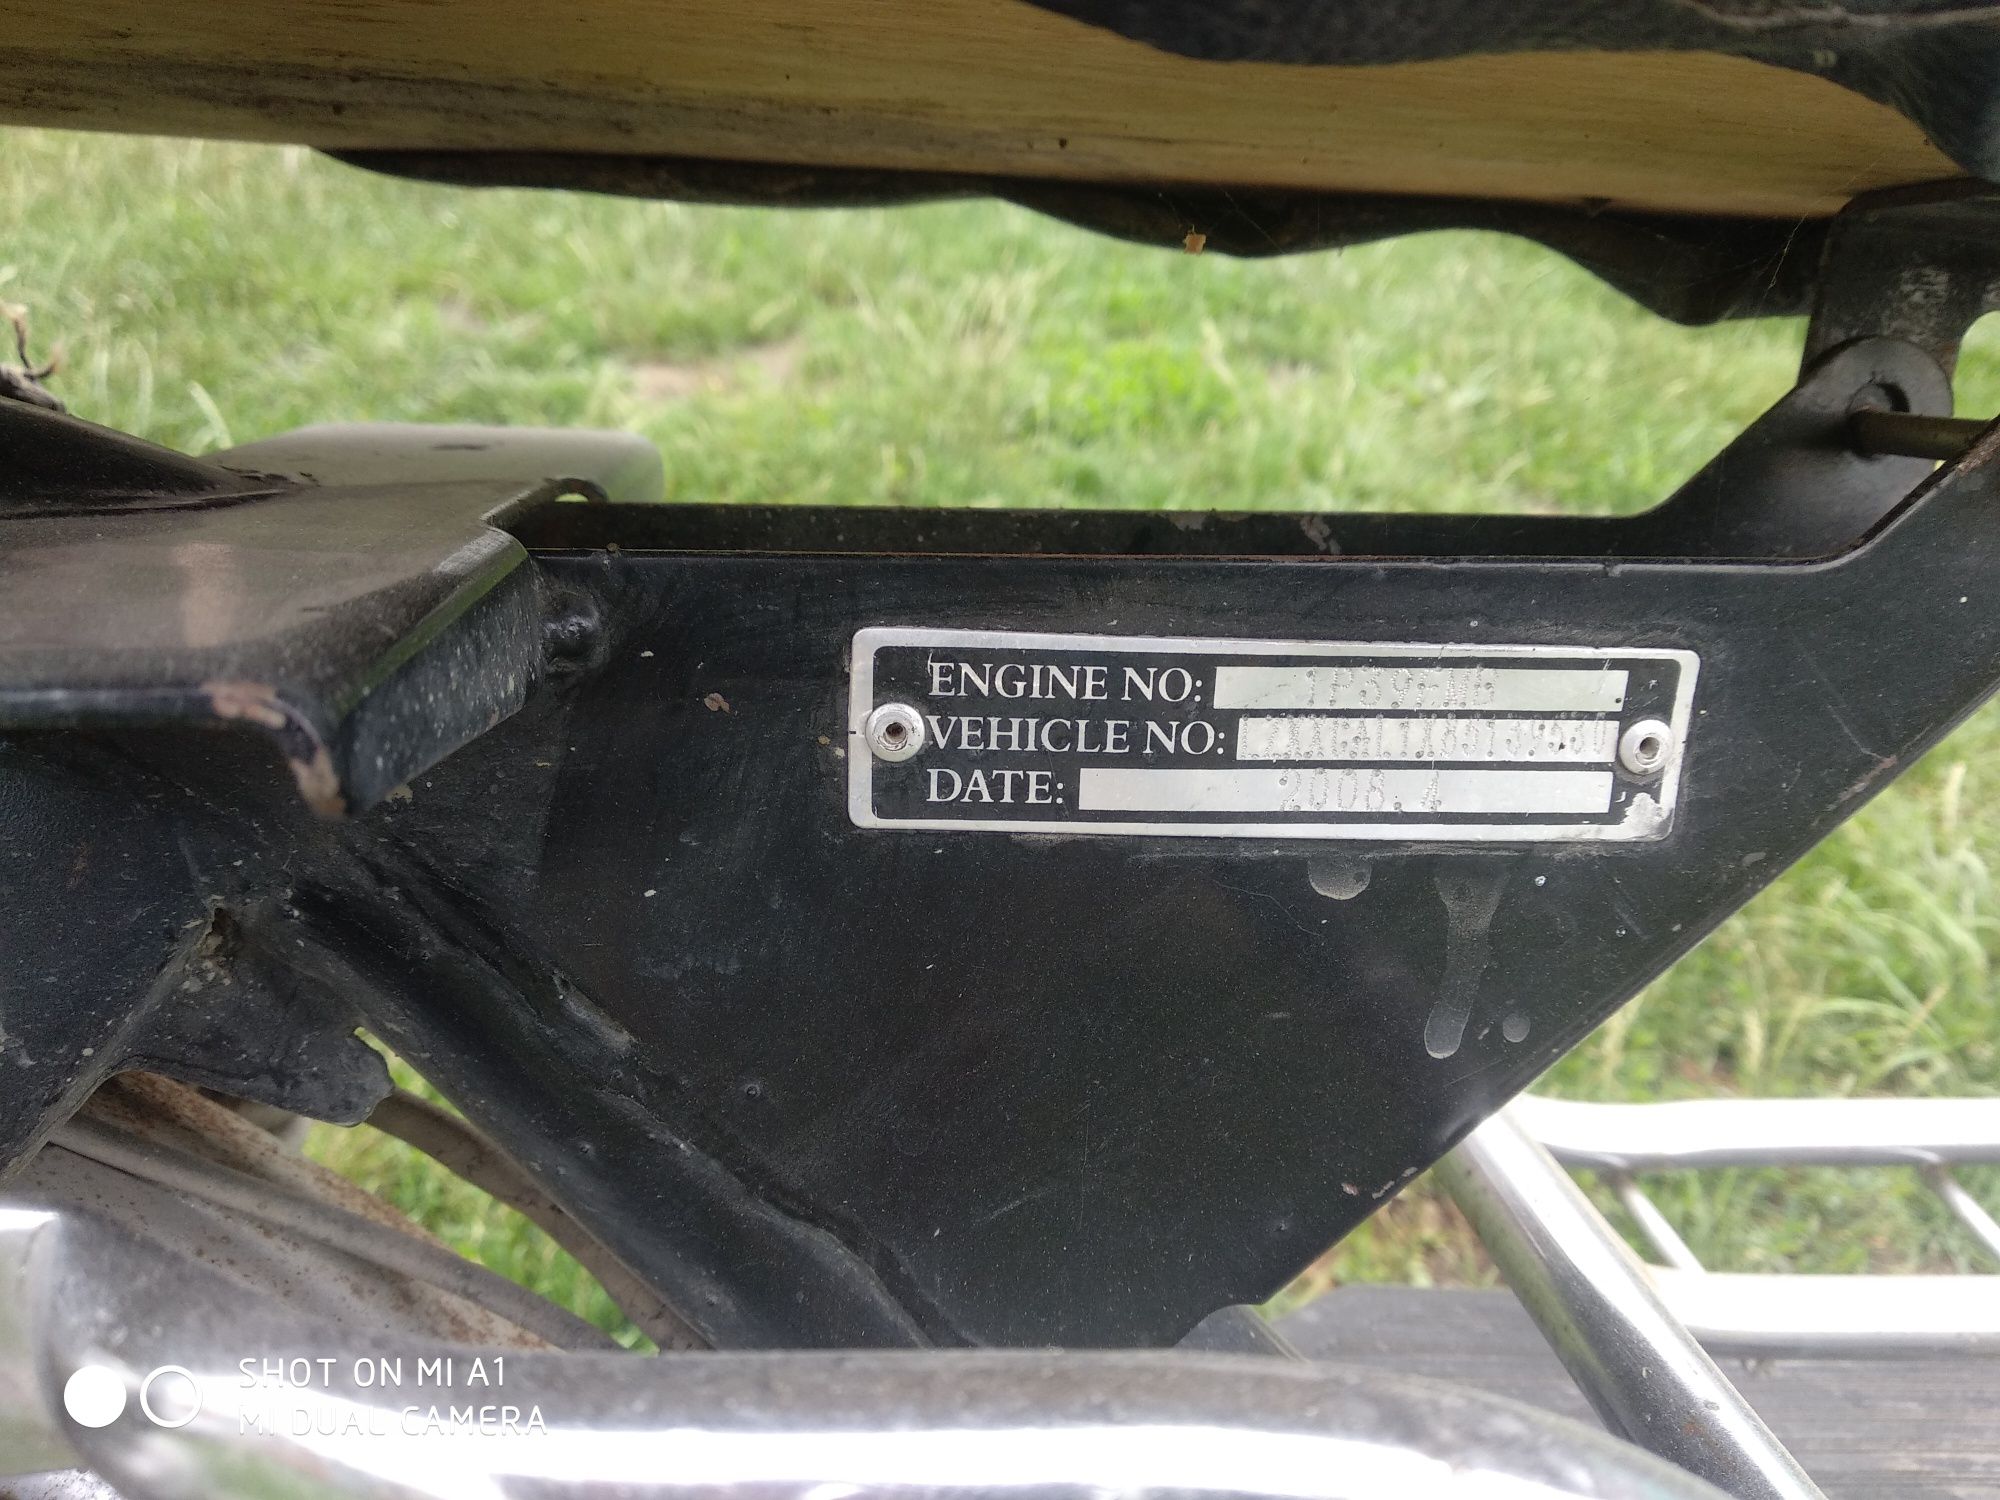 ENGINE NO: 1P39FMB
VEHICLE NO:
DATE: 2008.4
SHOT ON MI A1
MI DUAL CAMERA